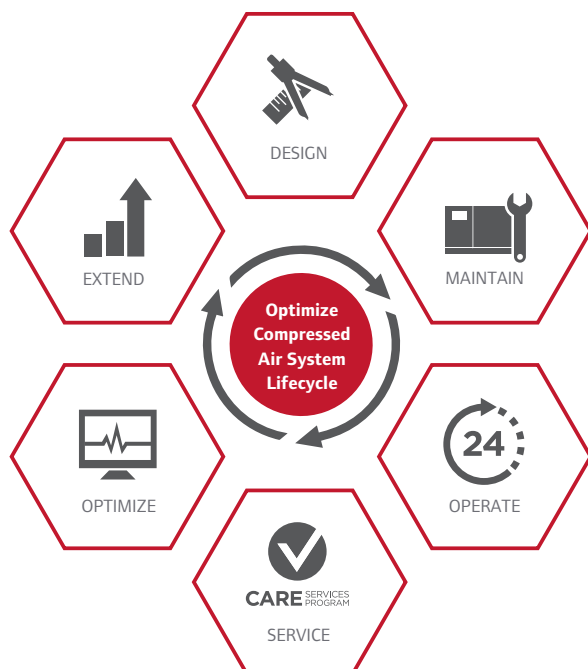 DESIGN
MAINTAIN
OPERATE
24
CARE SERVICES PROGRAM
SERVICE
OPTIMIZE
EXTEND
Optimize
Compressed
Air System
Lifecycle